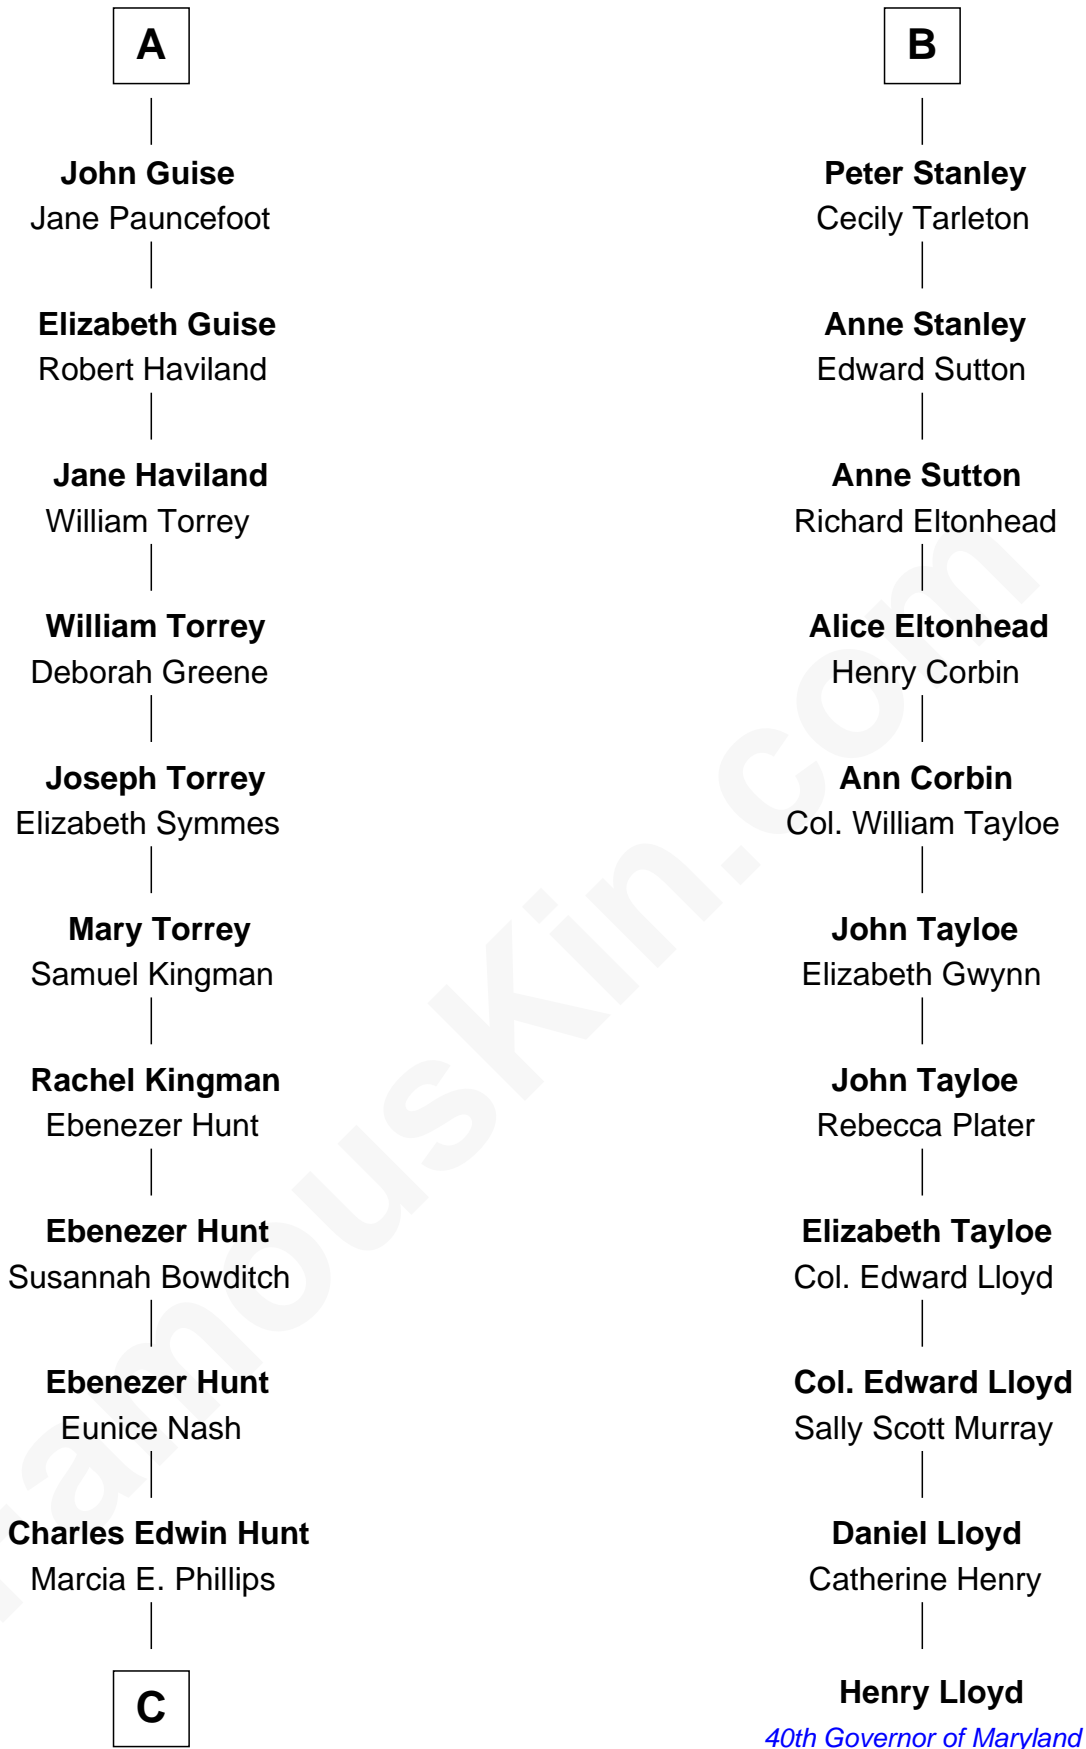 A
John Guise
Jane Pauncefoot
Elizabeth Guise
Robert Haviland
Jane Haviland
William Torrey
William Torrey
Deborah Greene
Joseph Torrey
Elizabeth Symmes
Mary Torrey
Samuel Kingman
Rachel Kingman
Ebenezer Hunt
Ebenezer Hunt
Susannah Bowditch
Ebenezer Hunt
Eunice Nash
Charles Edwin Hunt
Marcia E. Phillips
C
B
Peter Stanley
Cecily Tarleton
Anne Stanley
Edward Sutton
Anne Sutton
Richard Eltonhead
Alice Eltonhead
Henry Corbin
Ann Corbin
Col. William Tayloe
John Tayloe
Elizabeth Gwynn
John Tayloe
Rebecca Plater
Elizabeth Tayloe
Col. Edward Lloyd
Col. Edward Lloyd
Sally Scott Murray
Daniel Lloyd
Catherine Henry
Henry Lloyd
40th Governor of Maryland
FamousKin.com